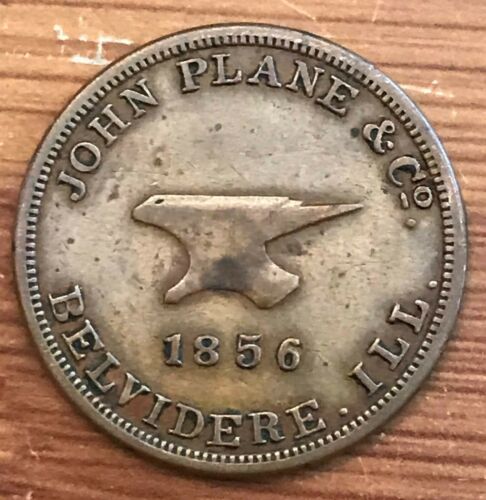 JOHN PLANE & Co.
1856
BELVIDERE. ILL.